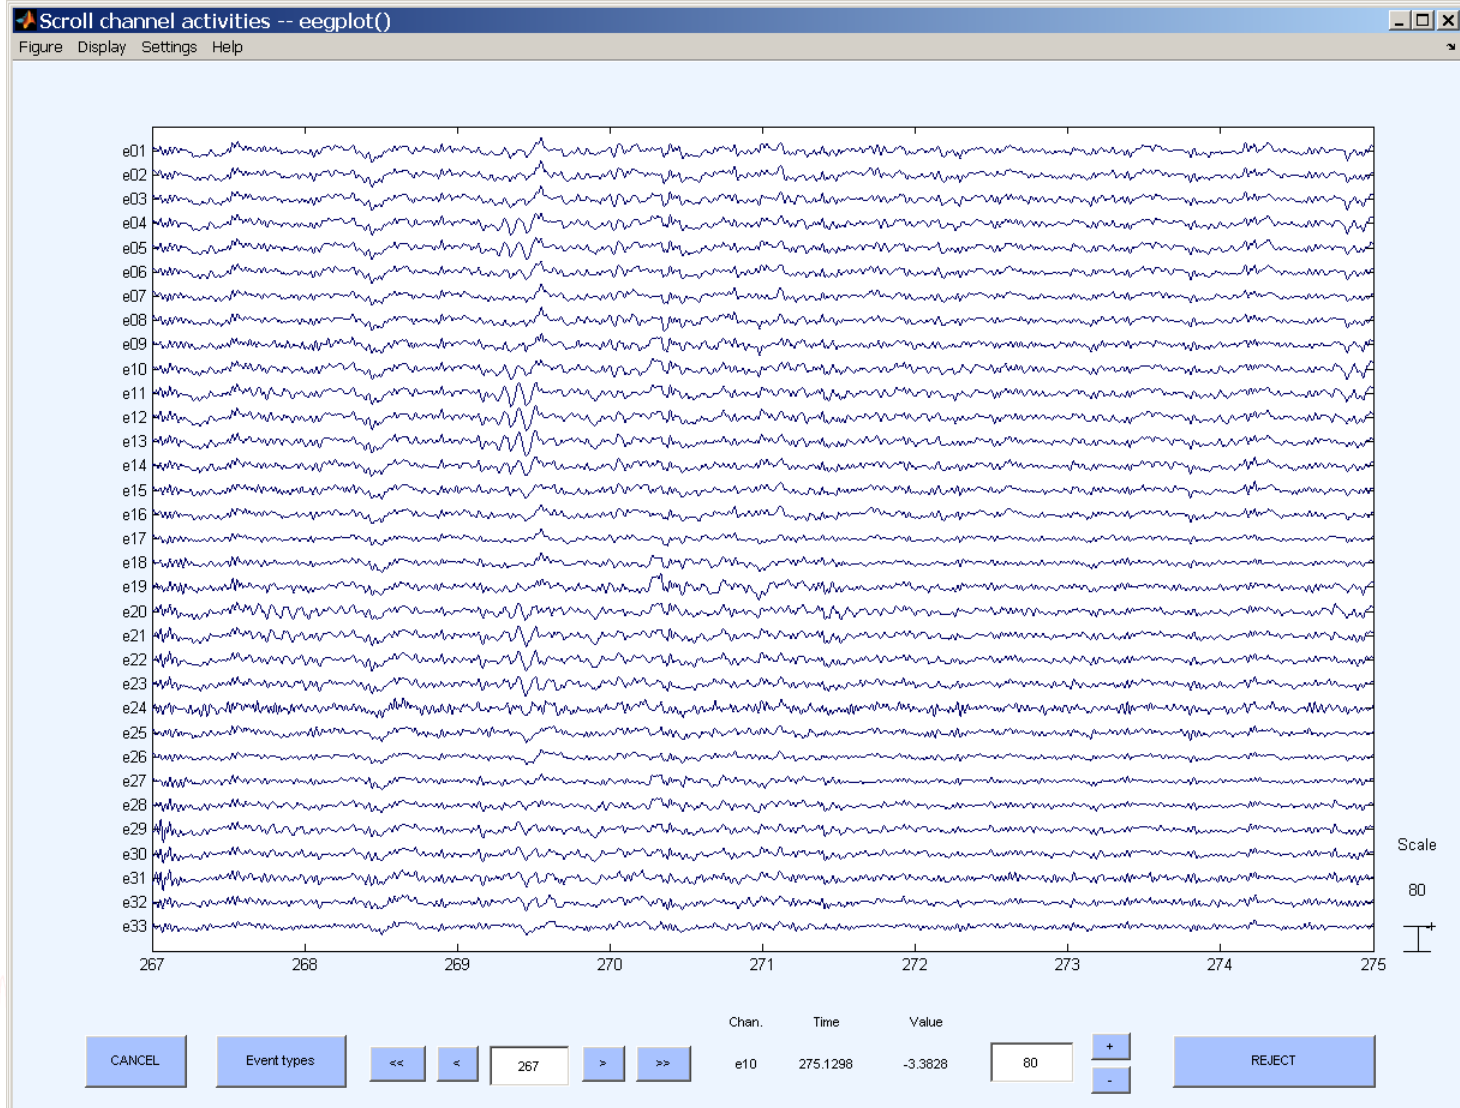 Scroll channel activities -- eegplot()
Figure Display Settings Help
e01
e02
e03
e04
e05
e06
e07
e08
e09
e10
e11
e12
e13
e14
e15
e16
e17
e18
e19
e20
e21
e22
e23
e24
e25
e26
e27
e28
e29
e30
e31
e32
e33
Scale
80
+
267 268 269 270 271 272 273 274 275
Chan. Time Value
CANCEL Event types << < 267 > >> e10 275.1298 -3.3828 80 + REJECT
-